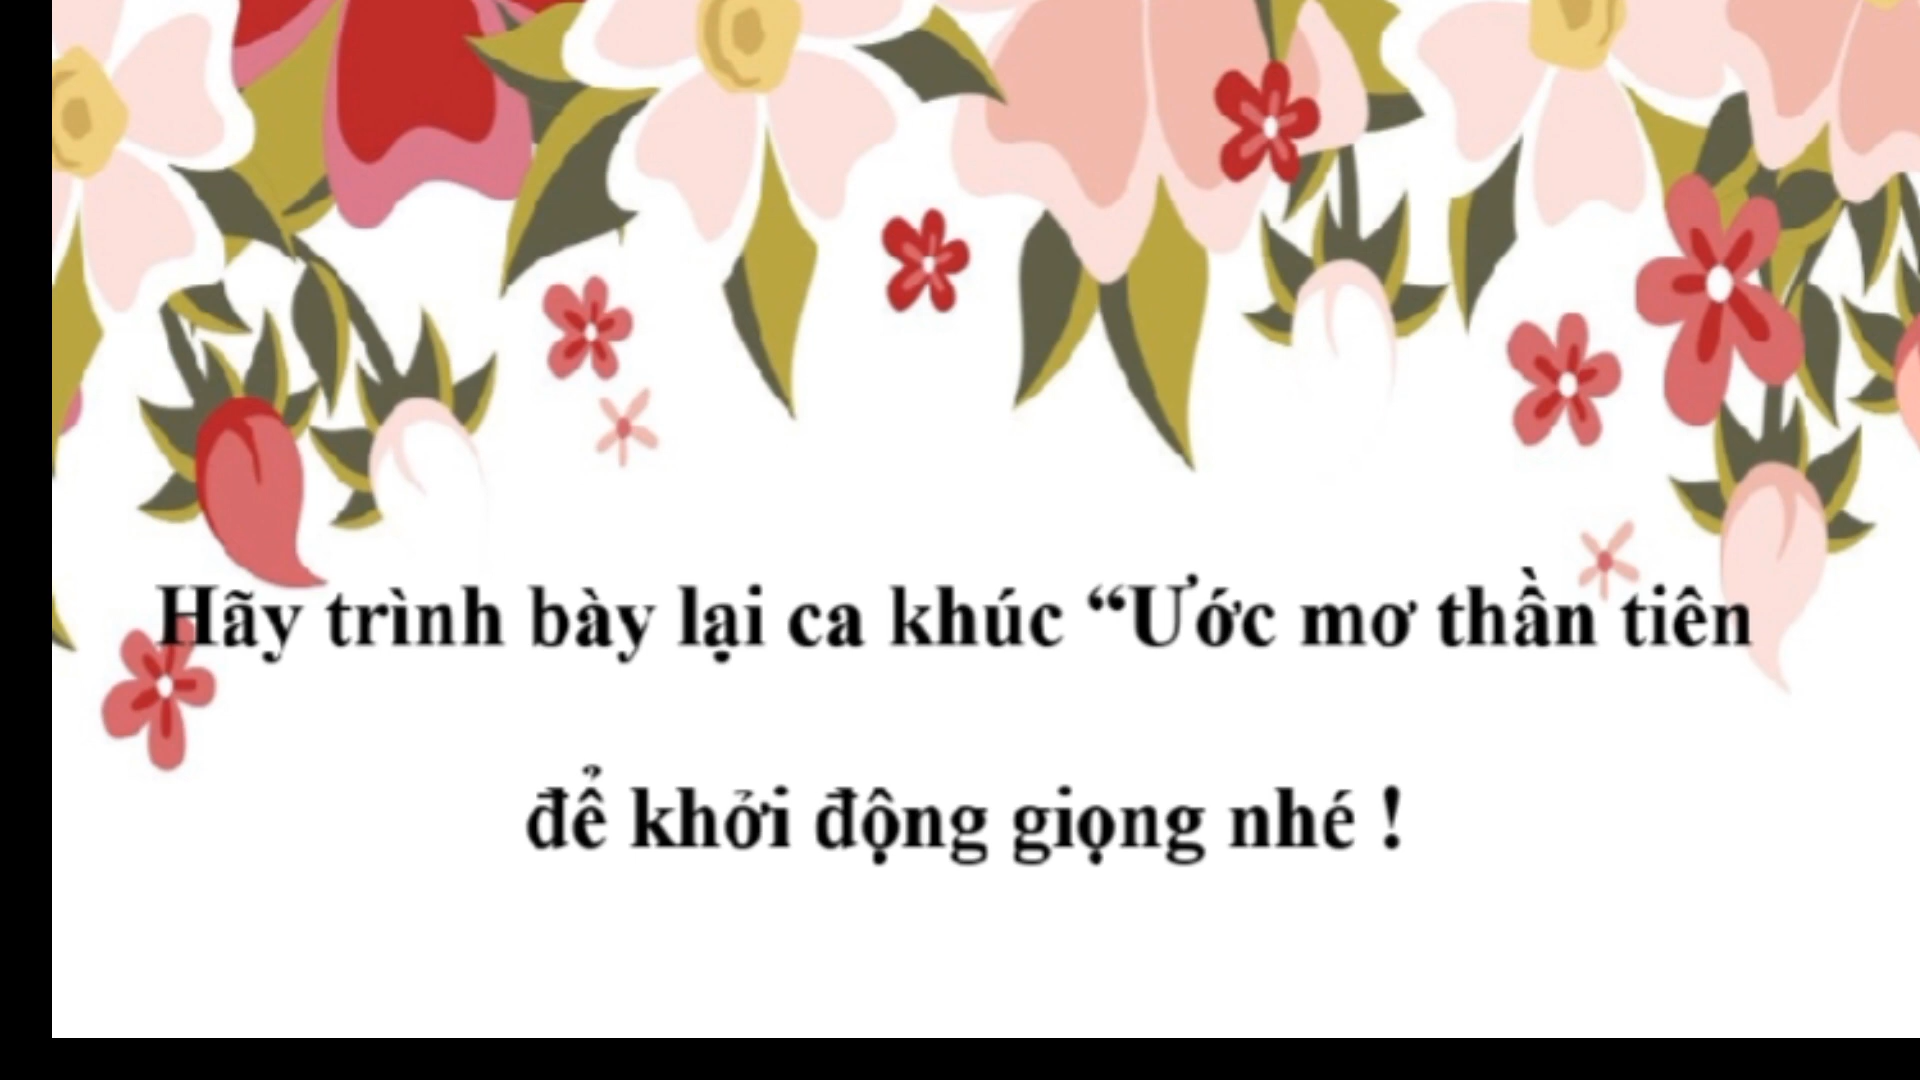 Hãy trình bày lại ca khúc “Ước mơ thần tiên
để khởi động giọng nhé !